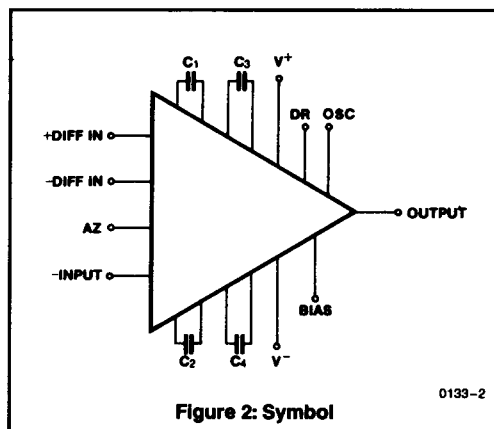 C1 C3 V+
DR OSC
+DIFF IN
-DIFF IN
AZ
-INPUT
OUTPUT
BIAS
C2 C4 V-
0133-2
Figure 2: Symbol